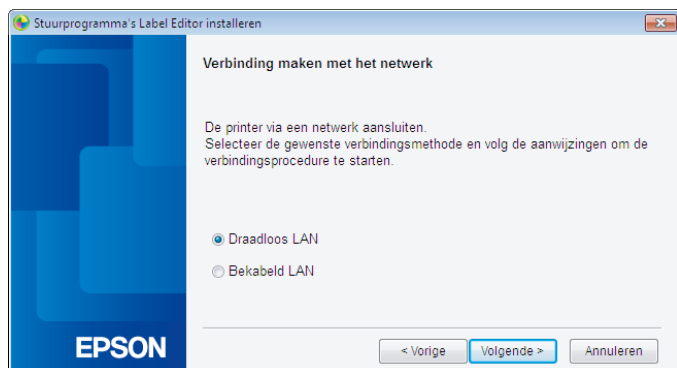 Stuurprogramma's Label Editor installeren
Verbinding maken met het netwerk
De printer via een netwerk aansluiten.
Selecteer de gewenste verbindingsmethode en volg de aanwijzingen om de
verbindingsprocedure te starten.
Draadloos LAN
Bekabeld LAN
EPSON
< Vorige
Volgende >
Annuleren